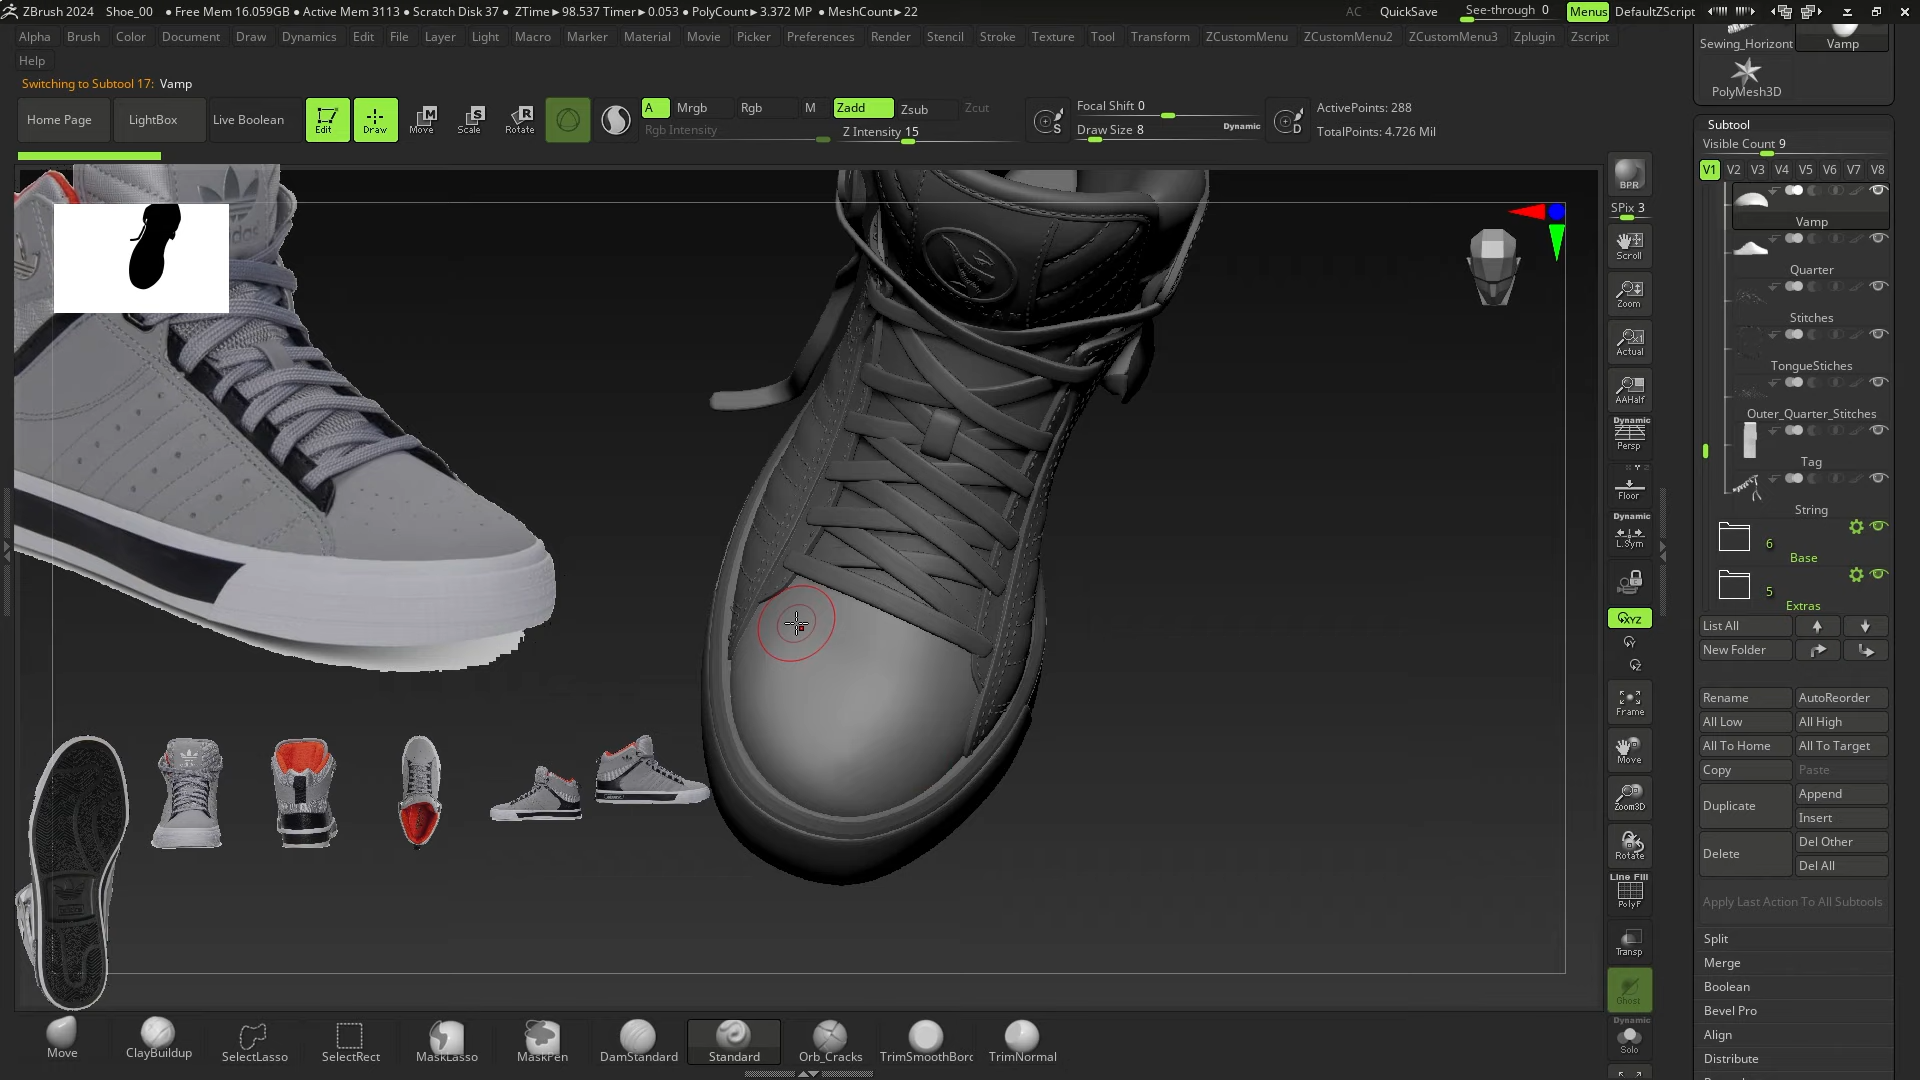 ZBrush 2024 Shoe_00 ● Free Mem 16.059GB ● Active Mem 3113 ● Scratch Disk 37 ● ZTime►98.537 Timer►0.053 ● PolyCount►3.372 MP ● MeshCount►22
AC QuickSave See-through 0 Menus DefaultZScript
Alpha Brush Color Document Draw Dynamics Edit File Layer Light Macro Marker Material Movie Picker Preferences Render Stencil Stroke Texture Tool Transform ZCustomMenu ZCustomMenu2 ZCustomMenu3 Zplugin Zscript
Help
Switching to Subtool 17: Vamp
Home Page LightBox Live Boolean
Edit Draw Move Scale Rotate
A Mrgb Rgb M Zadd Zsub Zcut
Rgb Intensity Z Intensity 15
S
Focal Shift 0
Draw Size 8 Dynamic
D
ActivePoints: 288
TotalPoints: 4.726 Mil
BPR
SPix 3
Scroll
Zoom
Actual
AAHalf
Dynamic
Persp
Floor
Dynamic
L.Sym
XYZ
Frame
Move
Zoom3D
Rotate
Line Fill
PolyF
Transp
Ghost
Dynamic
Solo
Sewing_Horizont Vamp
PolyMesh3D
Subtool
Visible Count 9
V1 V2 V3 V4 V5 V6 V7 V8
Vamp
Quarter
Stitches
TongueStiches
Outer_Quarter_Stitches
Tag
String
6 Base
5 Extras
List All
New Folder
Rename AutoReorder
All Low All High
All To Home All To Target
Copy Paste
Duplicate Append
Insert
Delete Del Other
Del All
Apply Last Action To All Subtools
Split
Merge
Boolean
Bevel Pro
Align
Distribute
Move ClayBuildup SelectLasso SelectRect MaskLasso MaskPen DamStandard Standard Orb_Cracks TrimSmoothBorc TrimNormal